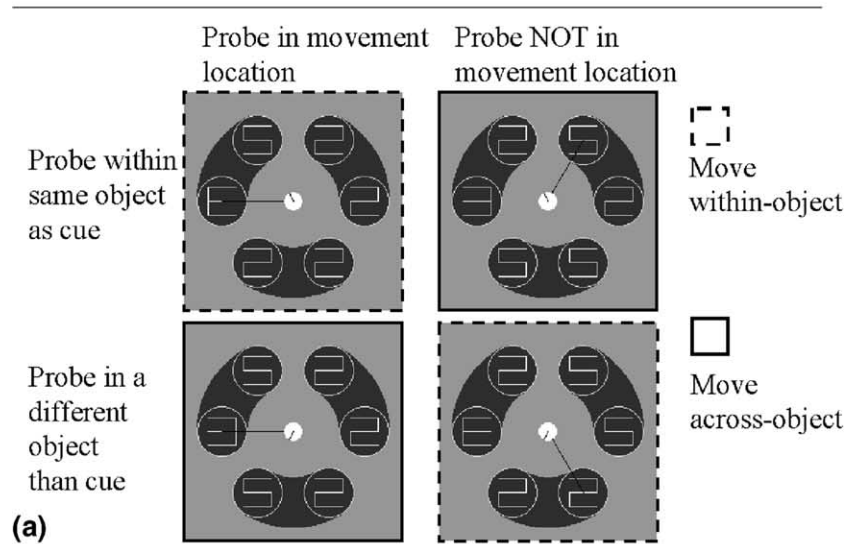 Probe in movement
location
Probe NOT in
movement location
Probe within
same object
as cue
Move
within-object
Probe in a
different
object
than cue
Move
across-object
(a)